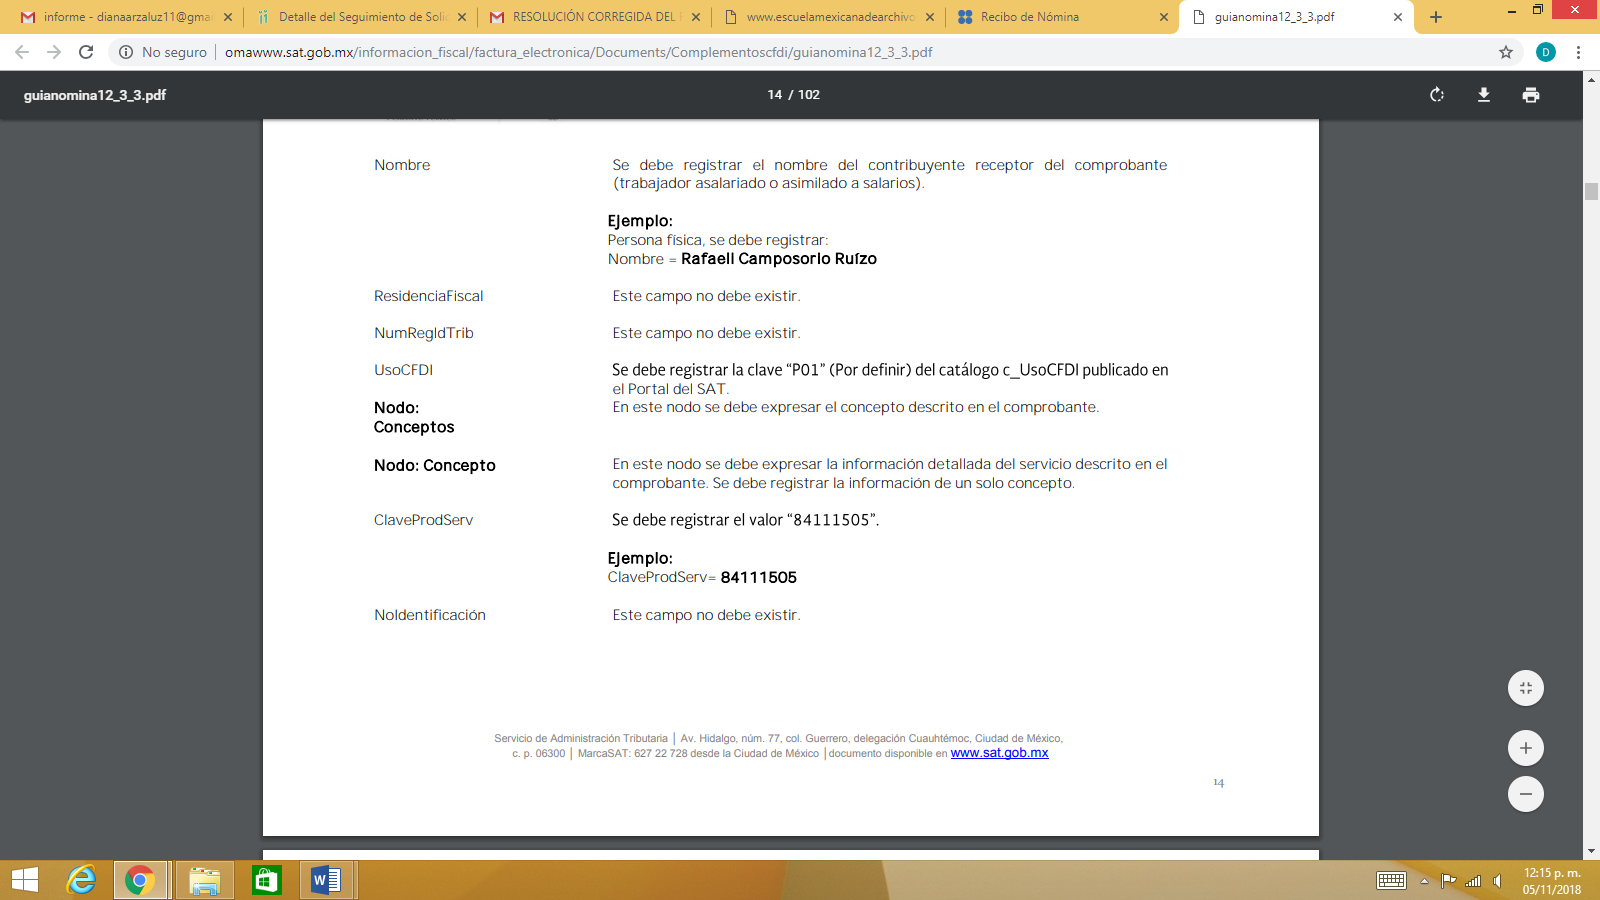 informe - dianaarzaluz11@gmai
Detalle del Seguimiento de Solic
RESOLUCIÓN CORREGIDA DEL
www.escuelamexicanadearchivo
Recibo de Nómina
guianomina12_3_3.pdf
No seguro
omawww.sat.gob.mx/informacion_fiscal/factura_electronica/Documents/Complementoscfdi/guianomina12_3_3.pdf
D
guianomina12_3_3.pdf
14 / 102
Nombre
Se debe registrar el nombre del contribuyente receptor del comprobante
(trabajador asalariado o asimilado a salarios).
Ejemplo:
Persona física, se debe registrar:
Nombre = Rafaeli Camposorio Ruízo
ResidenciaFiscal
Este campo no debe existir.
NumRegIdTrib
Este campo no debe existir.
UsoCFDI
Se debe registrar la clave “P01” (Por definir) del catálogo c_UsoCFDI publicado en
el Portal del SAT.
Nodo:
Conceptos
En este nodo se debe expresar el concepto descrito en el comprobante.
Nodo: Concepto
En este nodo se debe expresar la información detallada del servicio descrito en el
comprobante. Se debe registrar la información de un solo concepto.
ClaveProdServ
Se debe registrar el valor “84111505”.
Ejemplo:
ClaveProdServ= 84111505
NoIdentificación
Este campo no debe existir.
Servicio de Administración Tributaria | Av. Hidalgo, núm. 77, col. Guerrero, delegación Cuauhtémoc, Ciudad de México,
c. p. 06300 | MarcaSAT: 627 22 728 desde la Ciudad de México |documento disponible en www.sat.gob.mx
14
12:15 p. m.
05/11/2018